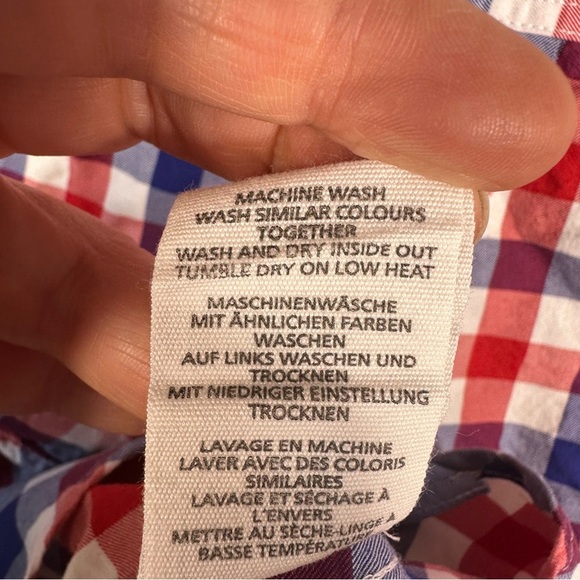 MACHINE WASH
WASH SIMILAR COLOURS
TOGETHER
WASH AND DRY INSIDE OUT
TUMBLE DRY ON LOW HEAT
MASCHINENWÄSCHE
MIT ÄHNLICHEN FARBEN
WASCHEN
AUF LINKS WASCHEN UND
TROCKNEN
MIT NIEDRIGER EINSTELLUNG
TROCKNEN
LAVAGE EN MACHINE
LAVER AVEC DES COLORIS
SIMILAIRES
LAVAGE ET SÉCHAGE À
L'ENVERS
METTRE AU SÈCHE-LINGE À
BASSE TEMPÉRATURE